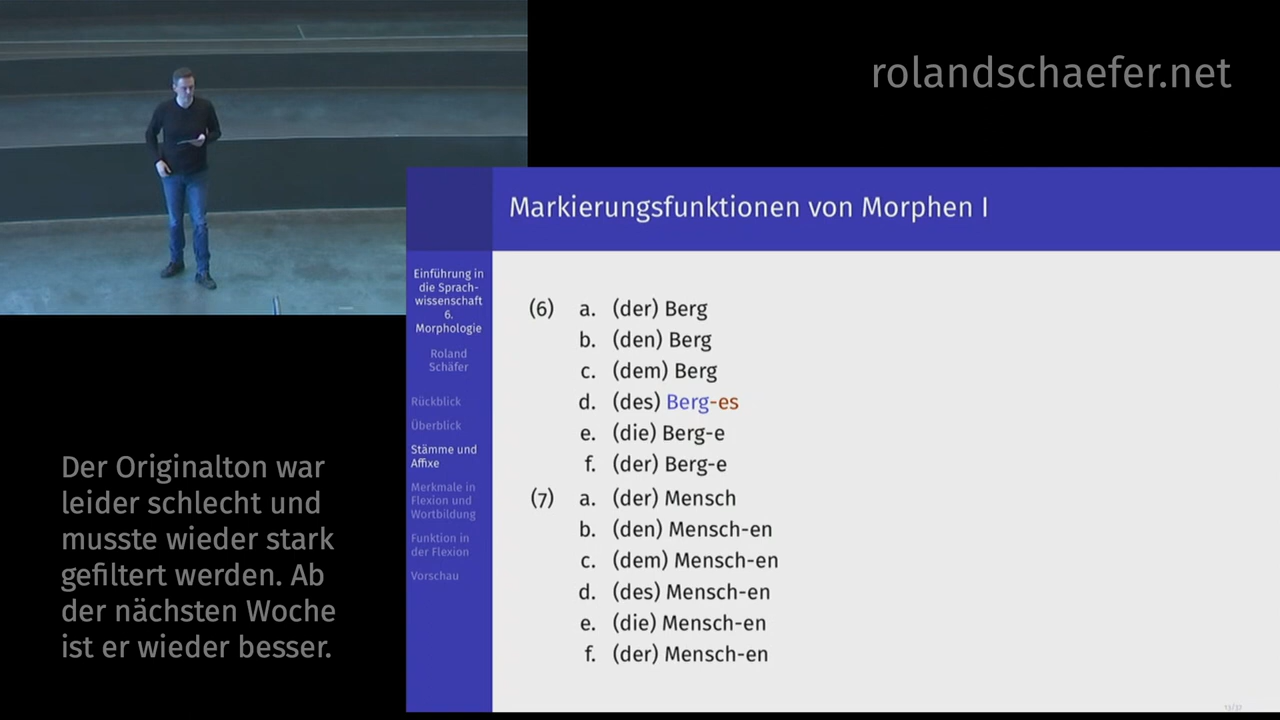 rolandschaefer.net
Markierungsfunktionen von Morphen I
Einführung in
die Sprach-
wissenschaft
6.
Morphologie
Roland
Schäfer
Rückblick
Überblick
Stämme und
Affixe
Merkmale in
Flexion und
Wortbildung
Funktion in
der Flexion
Vorschau
(6) a. (der) Berg
b. (den) Berg
c. (dem) Berg
d. (des) Berg-es
e. (die) Berg-e
f. (der) Berg-e
(7) a. (der) Mensch
b. (den) Mensch-en
c. (dem) Mensch-en
d. (des) Mensch-en
e. (die) Mensch-en
f. (der) Mensch-en
Der Originalton war
leider schlecht und
musste wieder stark
gefiltert werden. Ab
der nächsten Woche
ist er wieder besser.